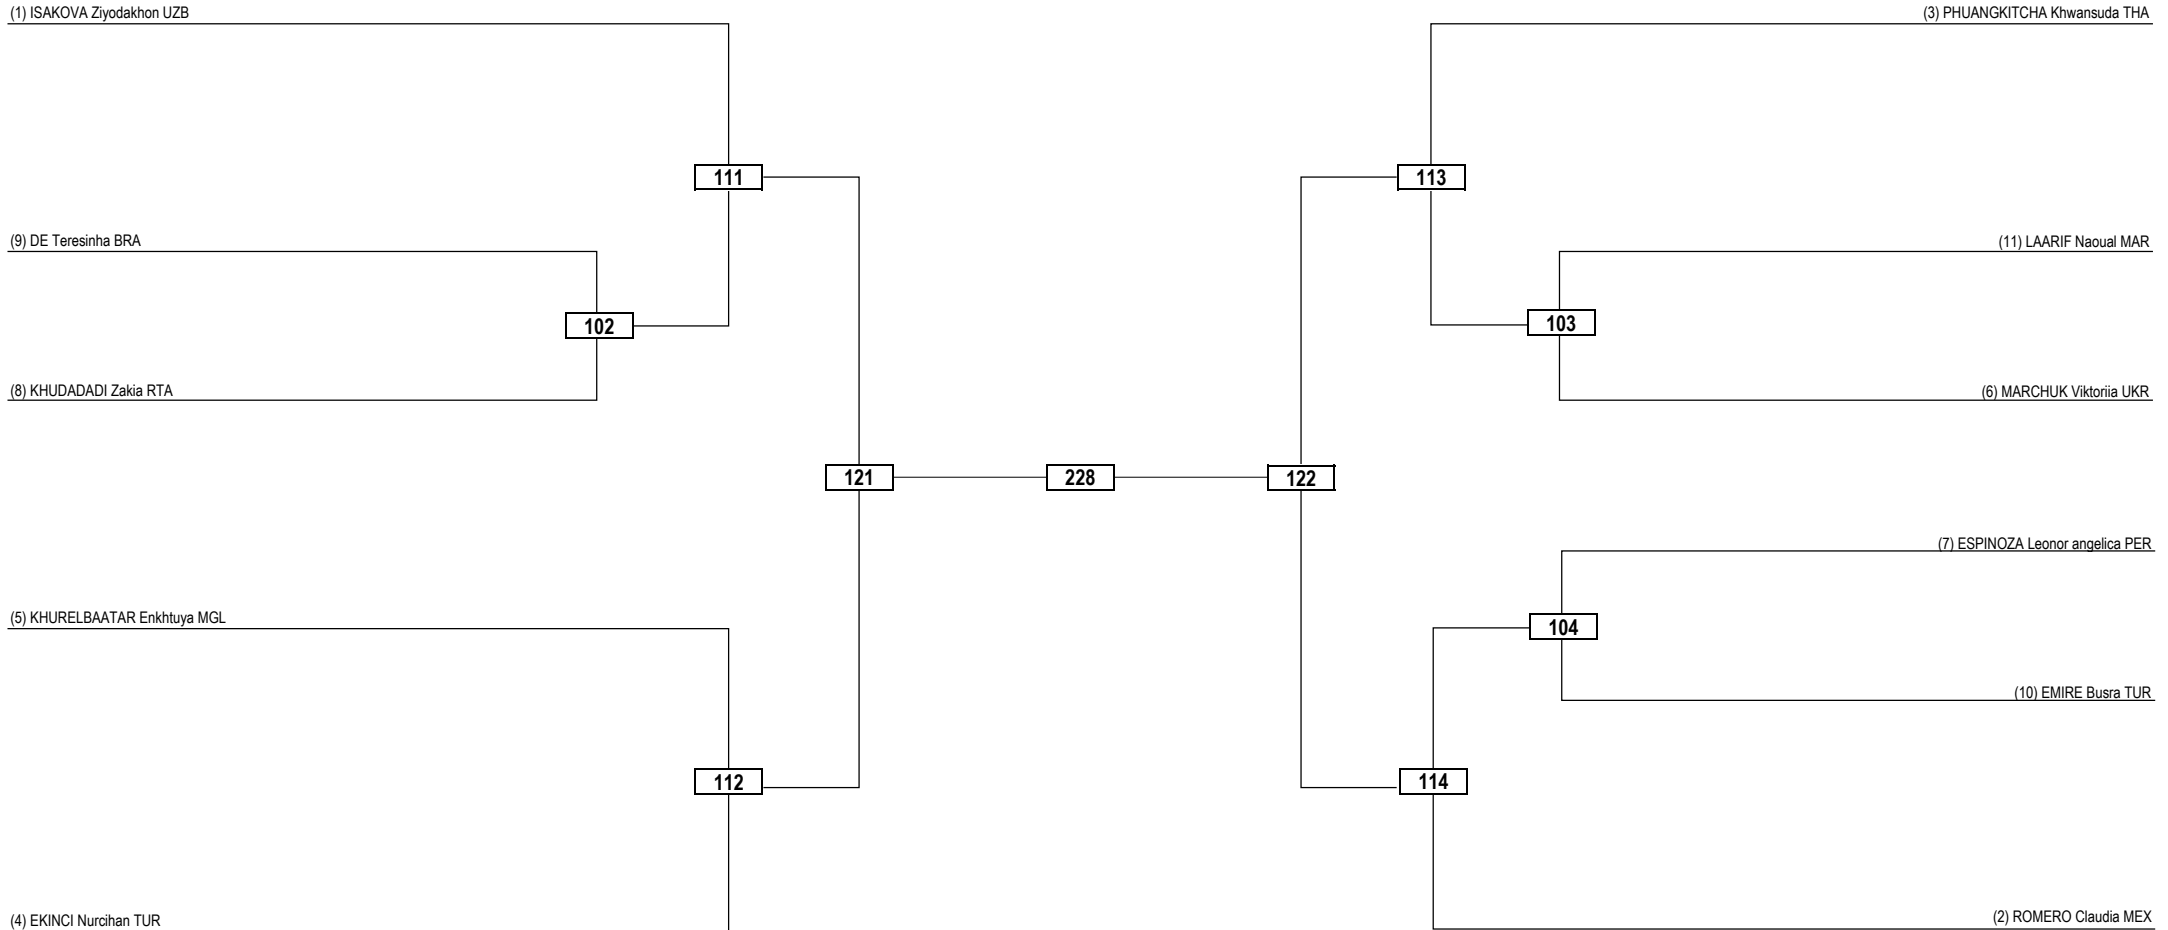 (1) ISAKOVA Ziyodakhon UZB
(3) PHUANGKITCHA Khwansuda THA
111
113
(9) DE Teresinha BRA
(11) LAARIF Naoual MAR
102
103
(8) KHUDADADI Zakia RTA
(6) MARCHUK Viktoriia UKR
121
228
122
(7) ESPINOZA Leonor angelica PER
(5) KHURELBAATAR Enkhtuya MGL
104
(10) EMIRE Busra TUR
112
114
(4) EKINCI Nurcihan TUR
(2) ROMERO Claudia MEX